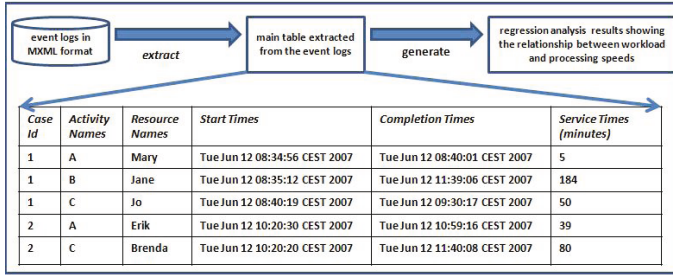 event logs in
MXML format
extract
main table extracted
from the event logs
generate
regression analysis results showing
the relationship between workload
and processing speeds
Case Id Activity Names Resource Names Start Times Completion Times Service Times (minutes)
1 A Mary Tue Jun 12 08:34:56 CEST 2007 Tue Jun 12 08:40:01 CEST 2007 5
1 B Jane Tue Jun 12 08:35:12 CEST 2007 Tue Jun 12 11:39:06 CEST 2007 184
1 C Jo Tue Jun 12 08:40:19 CEST 2007 Tue Jun 12 09:30:17 CEST 2007 50
2 A Erik Tue Jun 12 10:20:30 CEST 2007 Tue Jun 12 10:59:16 CEST 2007 39
2 C Brenda Tue Jun 12 10:20:20 CEST 2007 Tue Jun 12 11:40:08 CEST 2007 80